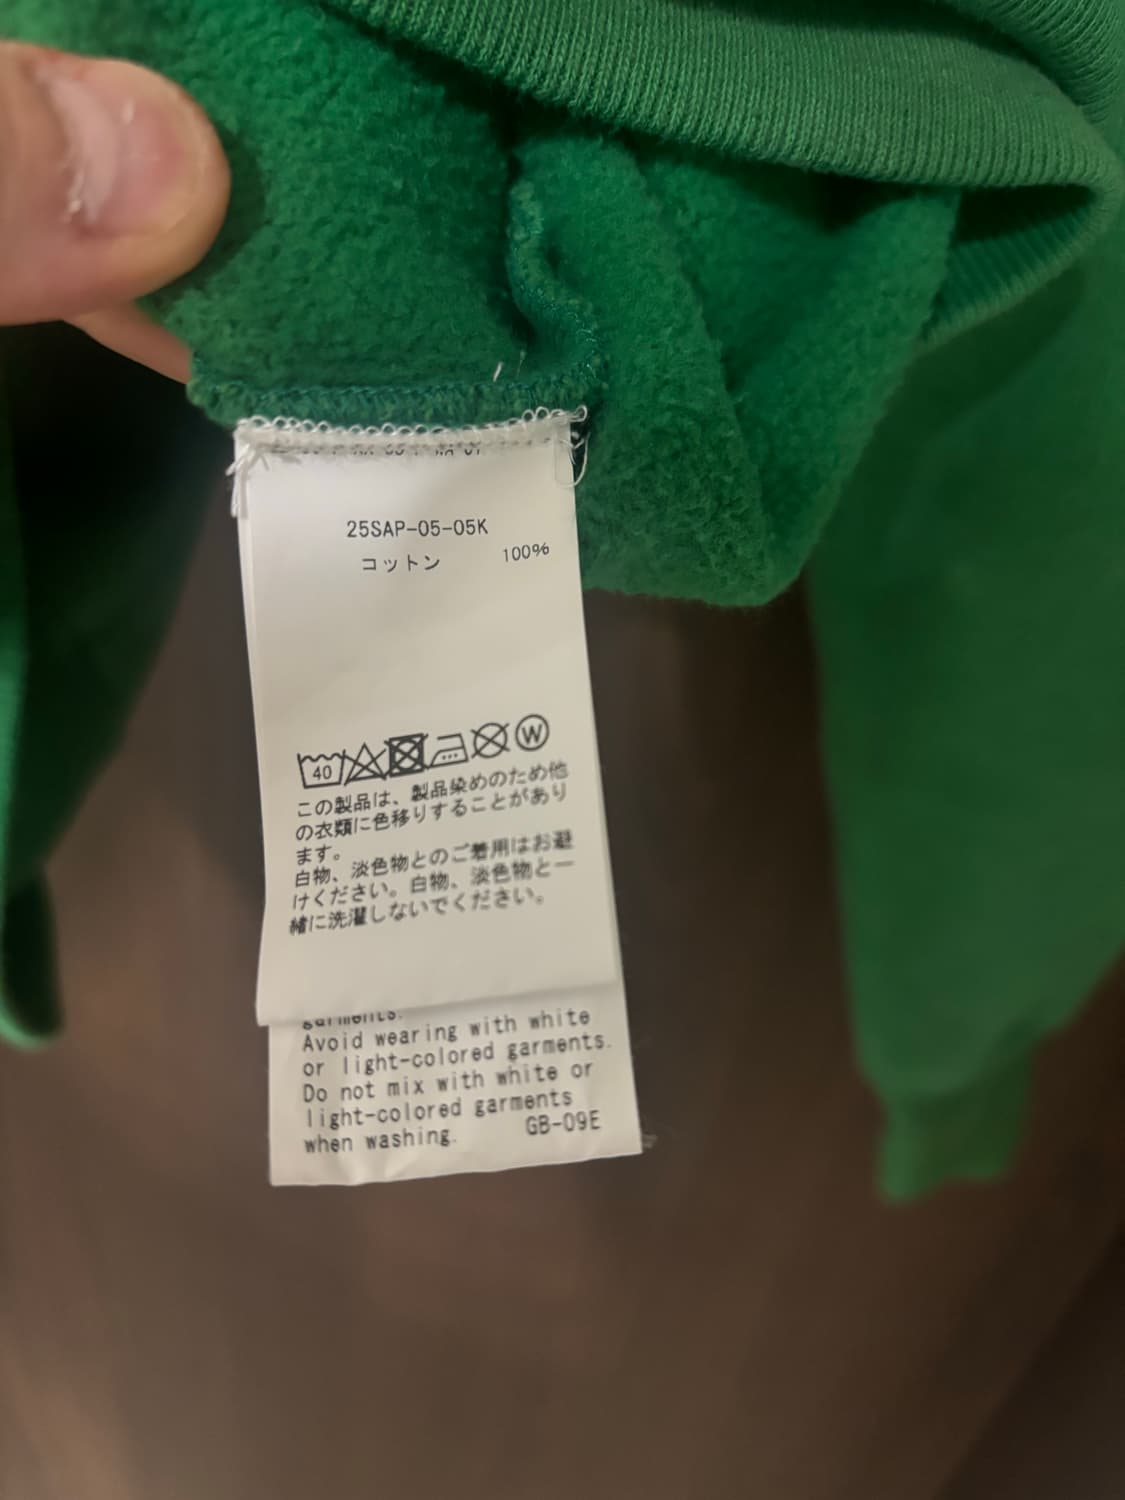 25SAP-05-05K
コットン 100%
40 W
この製品は、製品染めのため他
の衣類に色移りすることがあり
ます。
白物、淡色物とのご着用はお避
けください。白物、淡色物と一
緒に洗濯しないでください。
garments.
Avoid wearing with white
or light-colored garments.
Do not mix with white or
light-colored garments
when washing. GB-09E